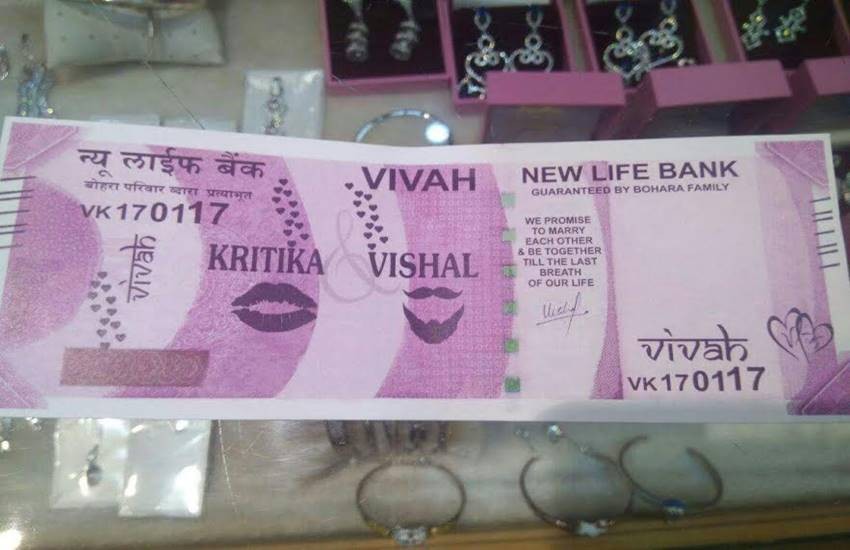 न्यू लाईफ बैंक
बोहरा परिवार व्दारा प्रत्याभूत
VK170117
vivah
VIVAH
KRITIKA & VISHAL
NEW LIFE BANK
GUARANTEED BY BOHARA FAMILY
WE PROMISE
TO MARRY
EACH OTHER
& BE TOGETHER
TILL THE LAST
BREATH
OF OUR LIFE
Vishal
vivah
VK170117